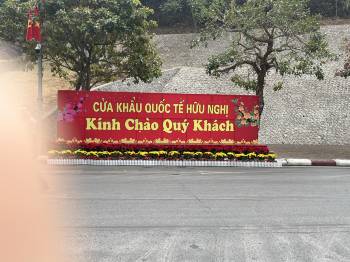 CỬA KHẨU QUỐC TẾ HỮU NGHỊ
Kính Chào Quý Khách